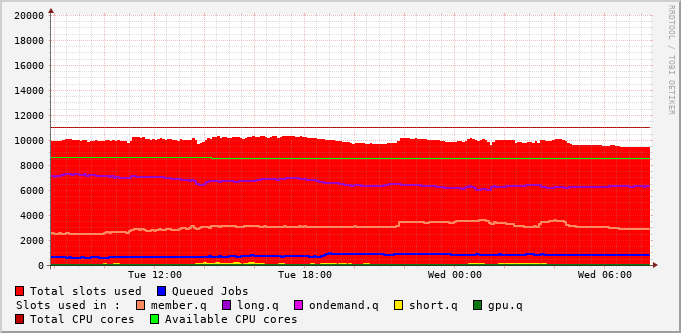 20000
18000
16000
14000
12000
10000
8000
6000
4000
2000
0
Tue 12:00 Tue 18:00 Wed 00:00 Wed 06:00
RRDTOOL / TOBI OETIKER
Total slots used Queued Jobs
Slots used in : member.q long.q ondemand.q short.q gpu.q
Total CPU cores Available CPU cores